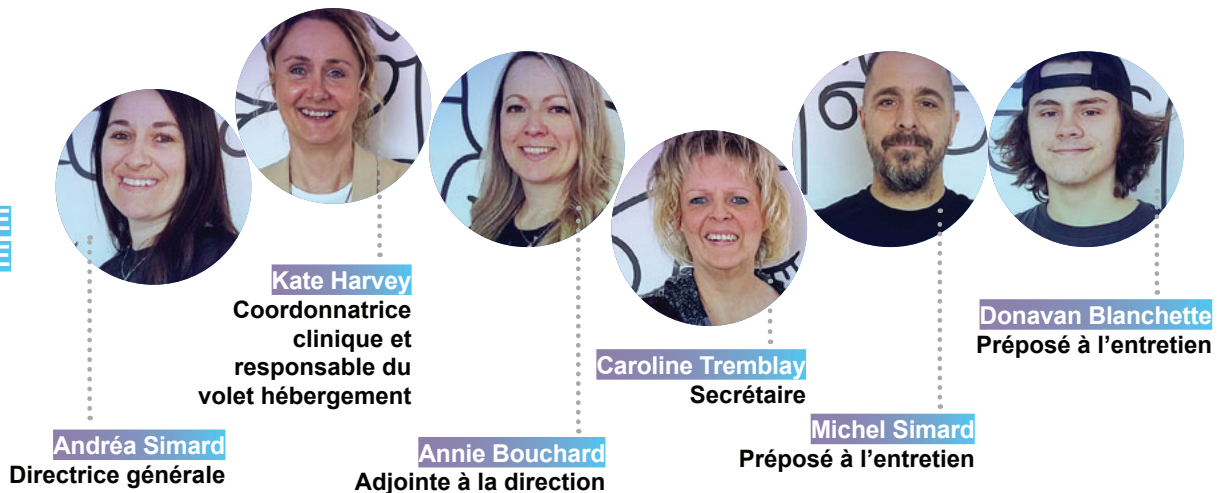 Andréa Simard
Directrice générale
Kate Harvey
Coordonnatrice
clinique et
responsable du
volet hébergement
Annie Bouchard
Adjointe à la direction
Caroline Tremblay
Secrétaire
Michel Simard
Préposé à l’entretien
Donavan Blanchette
Préposé à l’entretien